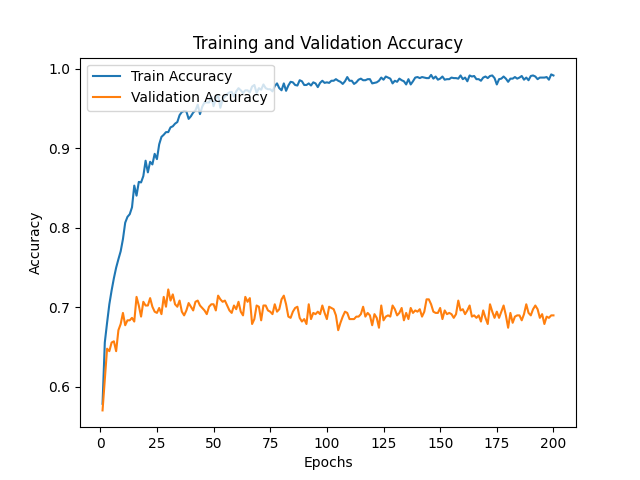 Training and Validation Accuracy
Train Accuracy
Validation Accuracy
1.0
0.9
0.8
0.7
0.6
Accuracy
0 25 50 75 100 125 150 175 200
Epochs